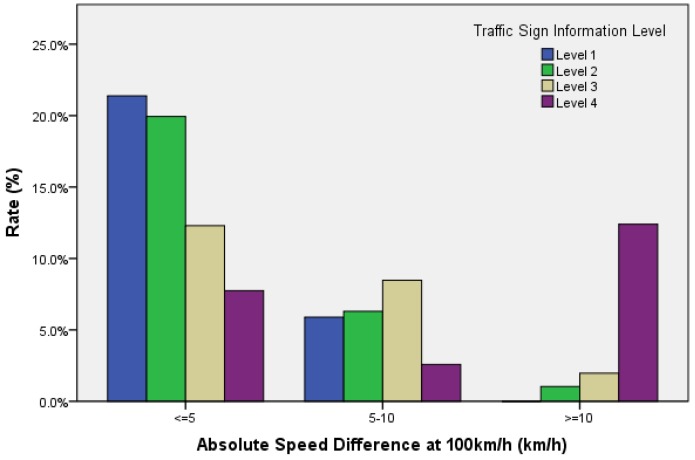 Traffic Sign Information Level
Level 1
Level 2
Level 3
Level 4
25.0%
20.0%
15.0%
10.0%
5.0%
0.0%
Rate (%)
<=5
5-10
>=10
Absolute Speed Difference at 100km/h (km/h)